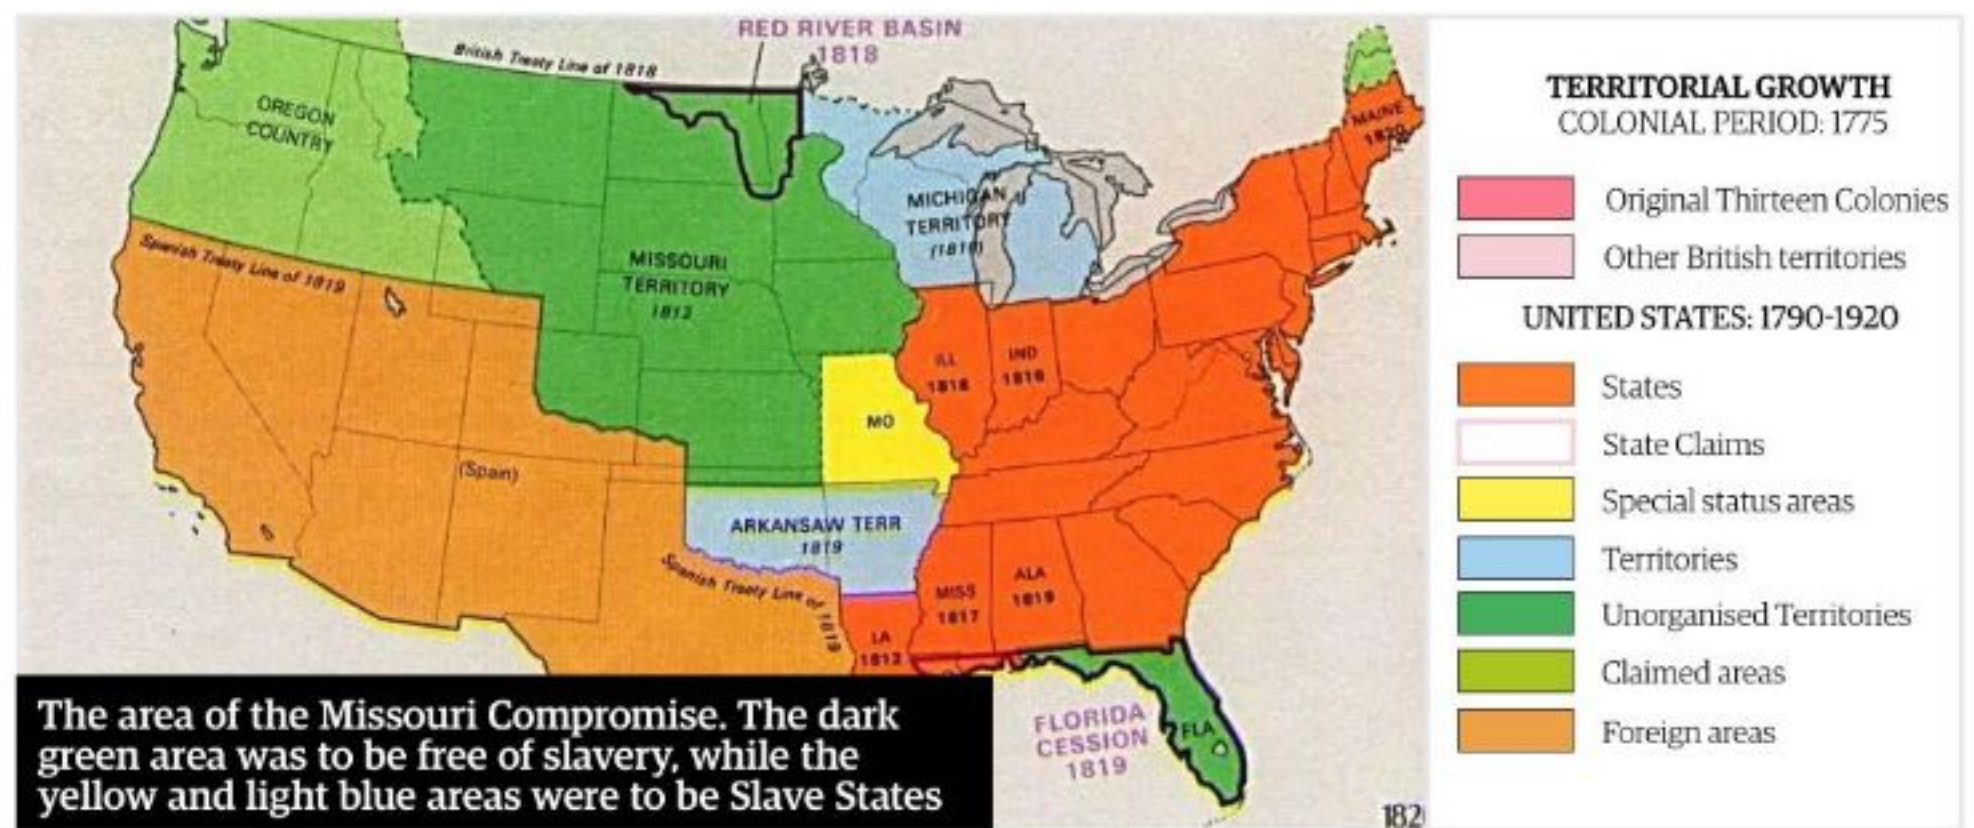 RED RIVER BASIN
1818
British Treaty Line of 1818
OREGON
COUNTRY
MAINE
1820
MICHIGAN
TERRITORY
(1818)
Spanish Treaty Line of 1819
MISSOURI
TERRITORY
1812
ILL
1818
IND
1816
MO
(Spain)
ARKANSAW TERR
1819
Spanish Treaty Line of 1819
MISS
1817
ALA
1819
LA
1812
FLORIDA
CESSION
1819
FLA
182
The area of the Missouri Compromise. The dark
green area was to be free of slavery, while the
yellow and light blue areas were to be Slave States
TERRITORIAL GROWTH
COLONIAL PERIOD: 1775
Original Thirteen Colonies
Other British territories
UNITED STATES: 1790-1920
States
State Claims
Special status areas
Territories
Unorganised Territories
Claimed areas
Foreign areas